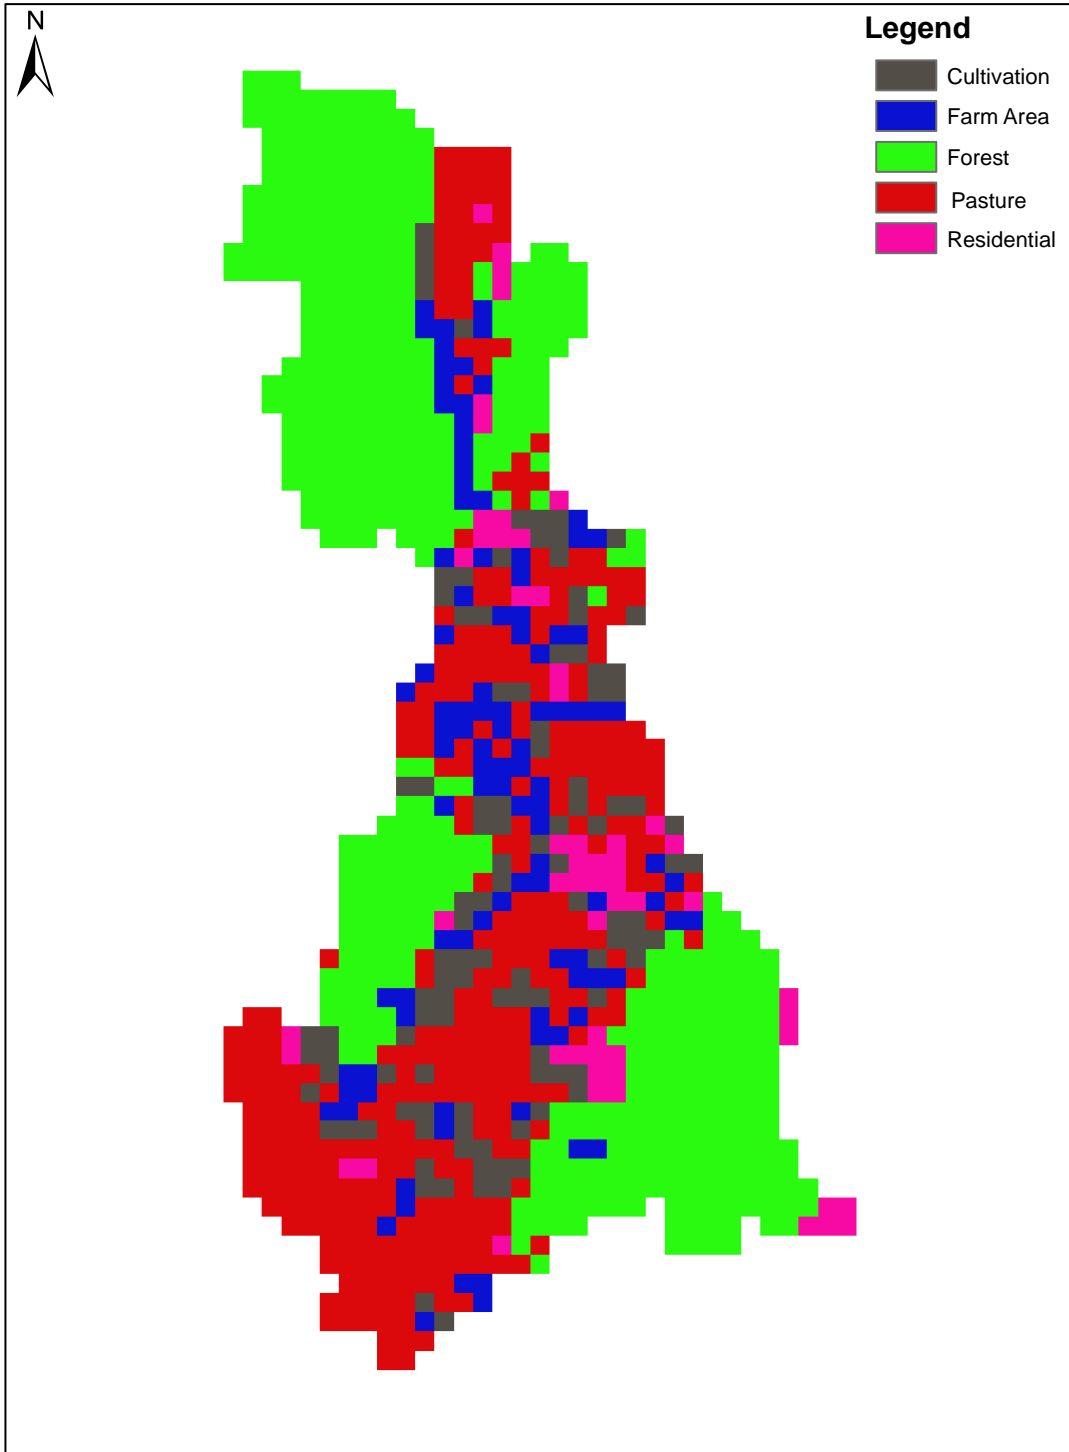 N
Legend
Cultivation
Farm Area
Forest
Pasture
Residential